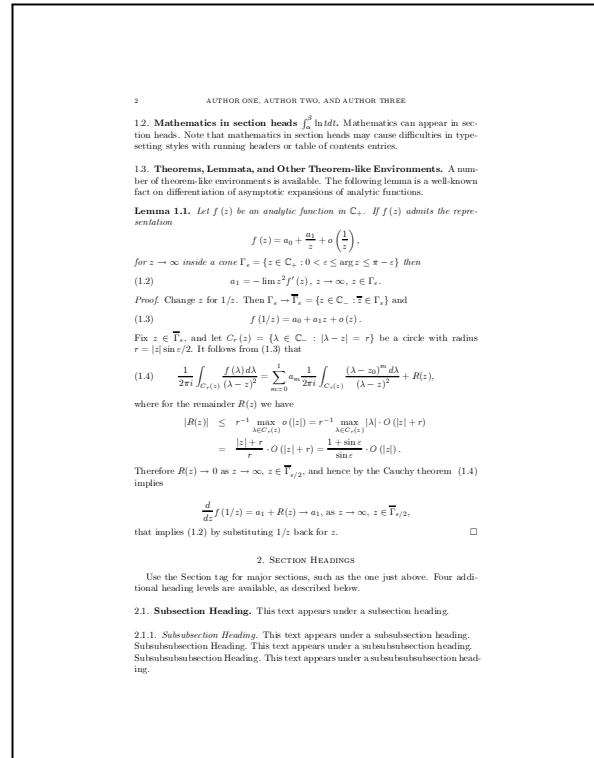 2 AUTHOR ONE, AUTHOR TWO, AND AUTHOR THREE
1.2. Mathematics in section heads ∫_α^β ln tdt. Mathematics can appear in sec-
tion heads. Note that mathematics in section heads may cause difficulties in type-
setting styles with running headers or table of contents entries.
1.3. Theorems, Lemmata, and Other Theorem-like Environments. A num-
ber of theorem-like environments is available. The following lemma is a well-known
fact on differentiation of asymptotic expansions of analytic functions.
Lemma 1.1. Let f (z) be an analytic function in ℂ₊. If f (z) admits the repre-
sentation
f (z) = a₀ + a₁/z + o (1/z),
for z → ∞ inside a cone Γ_ε = {z ∈ ℂ₊ : 0 < ε ≤ arg z ≤ π − ε} then
(1.2) a₁ = − lim z² f′ (z) , z → ∞, z ∈ Γ_ε.
Proof. Change z for 1/z. Then Γ_ε → Γ̅_ε = {z ∈ ℂ₋ : z̅ ∈ Γ_ε} and
(1.3) f (1/z) = a₀ + a₁z + o (z) .
Fix z ∈ Γ̅_ε, and let C_r (z) = {λ ∈ ℂ₋ : |λ − z| = r} be a circle with radius
r = |z| sin ε/2. It follows from (1.3) that
(1.4) 1/2πi ∫_{C_r(z)} f (λ) dλ/(λ − z)² = ∑_{m=0}^{1} a_m 1/2πi ∫_{C_r(z)} (λ − z₀)^m dλ/(λ − z)² + R(z),
where for the remainder R(z) we have
|R(z)| ≤ r⁻¹ max_{λ∈C_r(z)} o (|z|) = r⁻¹ max_{λ∈C_r(z)} |λ| · O (|z| + r)
= |z| + r/r · O (|z| + r) = 1 + sin ε/sin ε · O (|z|) .
Therefore R(z) → 0 as z → ∞, z ∈ Γ̅_{ε/2}, and hence by the Cauchy theorem (1.4)
implies
d/dz f (1/z) = a₁ + R(z) → a₁, as z → ∞, z ∈ Γ̅_{ε/2},
that implies (1.2) by substituting 1/z back for z. □
2. Section Headings
Use the Section tag for major sections, such as the one just above. Four addi-
tional heading levels are available, as described below.
2.1. Subsection Heading. This text appears under a subsection heading.
2.1.1. Subsubsection Heading. This text appears under a subsubsection heading.
Subsubsubsection Heading. This text appears under a subsubsubsection heading.
Subsubsubsubsection Heading. This text appears under a subsubsubsubsection head-
ing.